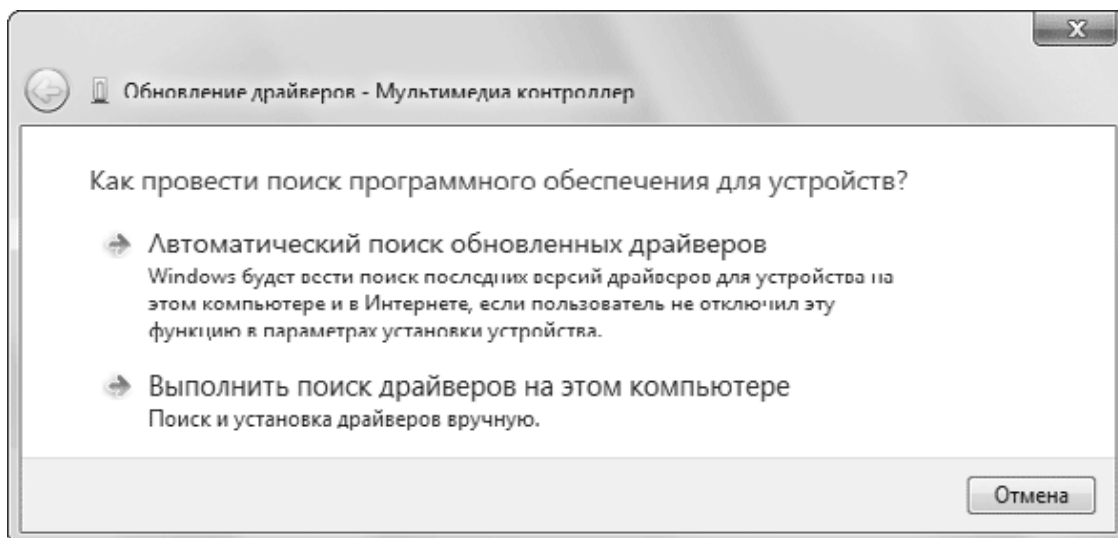 X
Обновление драйверов - Мультимедиа контроллер
Как провести поиск программного обеспечения для устройств?
Автоматический поиск обновленных драйверов
Windows будет вести поиск последних версий драйверов для устройства на
этом компьютере и в Интернете, если пользователь не отключил эту
функцию в параметрах установки устройства.
Выполнить поиск драйверов на этом компьютере
Поиск и установка драйверов вручную.
Отмена